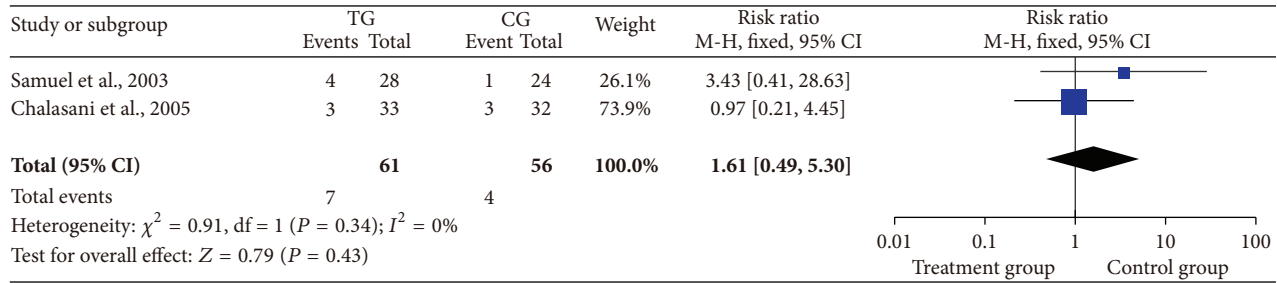 Study or subgroup TG CG Weight Risk ratio Risk ratio
Events Total Event Total M-H, fixed, 95% CI M-H, fixed, 95% CI
Samuel et al., 2003 4 28 1 24 26.1% 3.43 [0.41, 28.63]
Chalasani et al., 2005 3 33 3 32 73.9% 0.97 [0.21, 4.45]
Total (95% CI) 61 56 100.0% 1.61 [0.49, 5.30]
Total events 7 4
Heterogeneity: χ² = 0.91, df = 1 (P = 0.34); I² = 0%
Test for overall effect: Z = 0.79 (P = 0.43)
0.01 0.1 1 10 100
Treatment group Control group